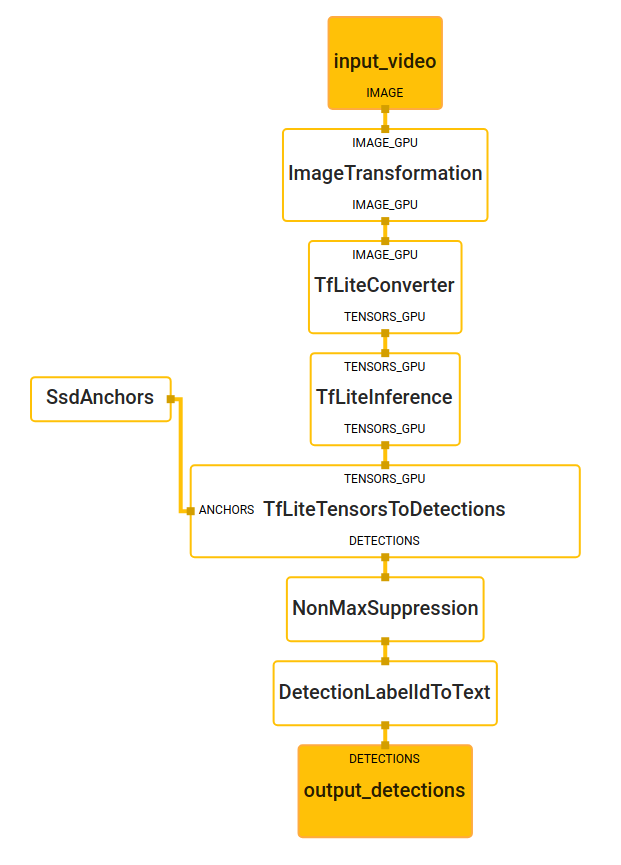 input_video
IMAGE
IMAGE_GPU
ImageTransformation
IMAGE_GPU
IMAGE_GPU
TfLiteConverter
TENSORS_GPU
TENSORS_GPU
TfLiteInference
TENSORS_GPU
SsdAnchors
TENSORS_GPU
ANCHORS TfLiteTensorsToDetections
DETECTIONS
NonMaxSuppression
DetectionLabelIdToText
DETECTIONS
output_detections